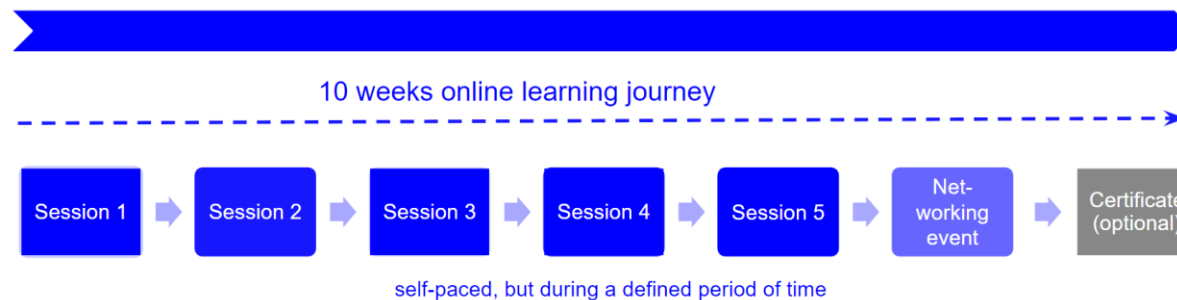 10 weeks online learning journey
Session 1
Session 2
Session 3
Session 4
Session 5
Net-
working
event
Certificate
(optional)
self-paced, but during a defined period of time